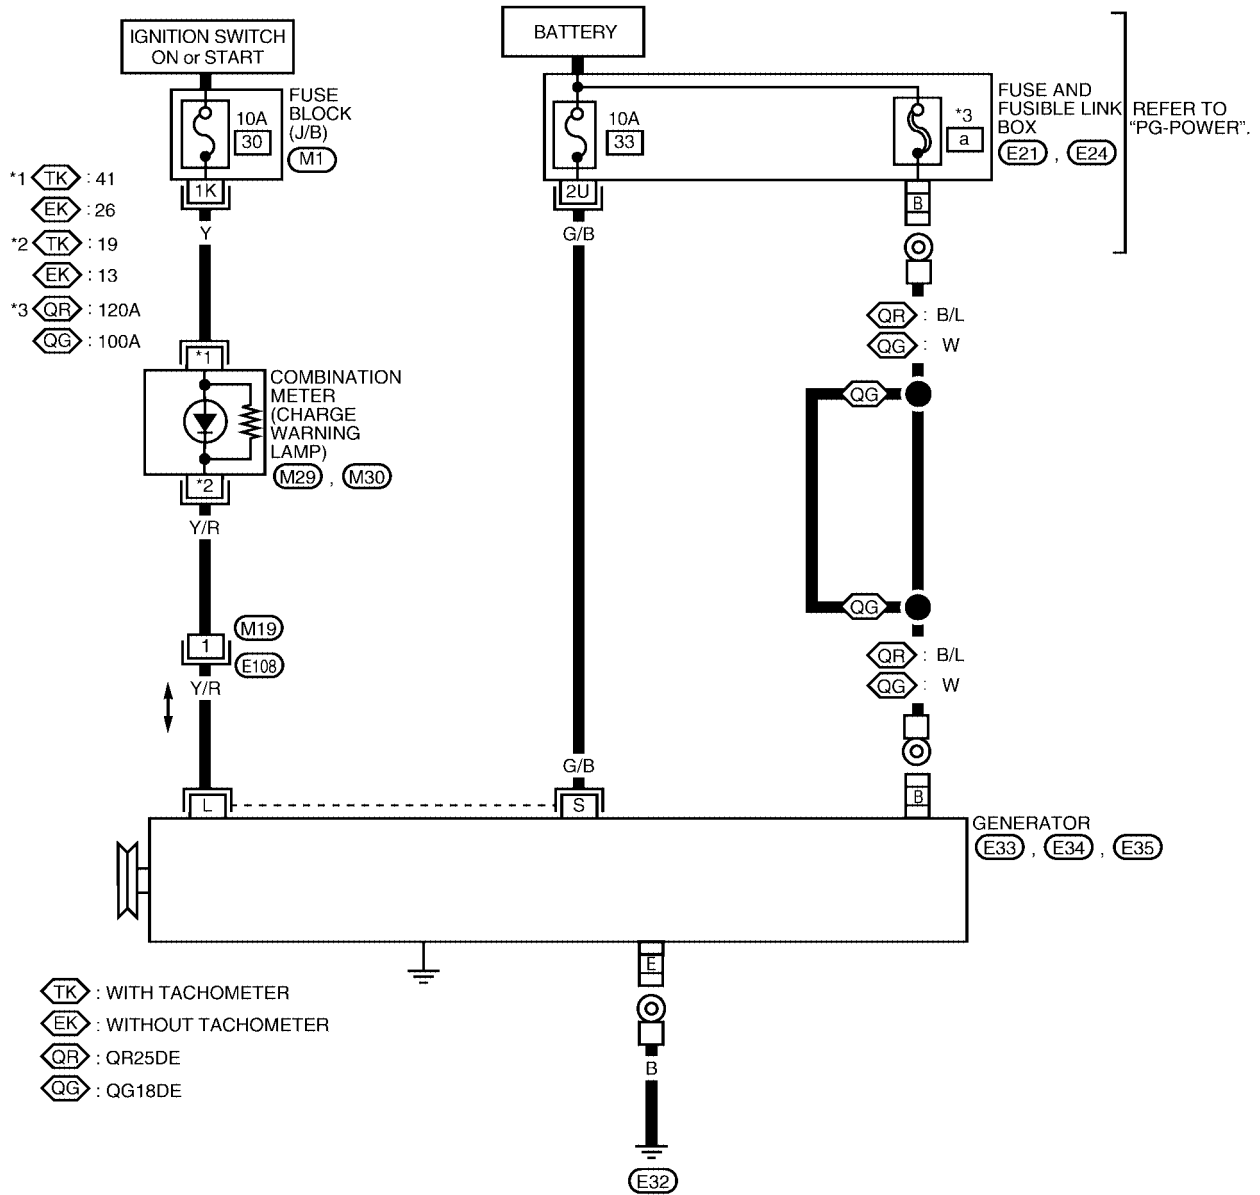 IGNITION SWITCH
ON or START
BATTERY
FUSE
BLOCK
(J/B)
M1
10A
30
1K
Y
10A
33
2U
G/B
*3
a
B
FUSE AND
FUSIBLE LINK
BOX
E21 , E24
REFER TO
"PG-POWER".
*1 TK : 41
EK : 26
*2 TK : 19
EK : 13
*3 QR : 120A
QG : 100A
QR : B/L
QG : W
*1
COMBINATION
METER
(CHARGE
WARNING
LAMP)
M29 , M30
*2
Y/R
QG
QG
1
M19
E108
Y/R
QR : B/L
QG : W
G/B
L
S
B
GENERATOR
E33 , E34 , E35
E
B
E32
TK : WITH TACHOMETER
EK : WITHOUT TACHOMETER
QR : QR25DE
QG : QG18DE